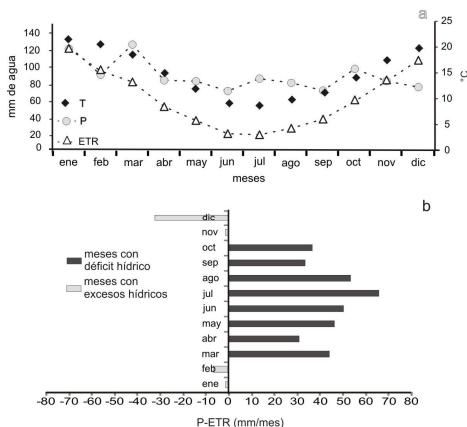 a
140
120
100
80
60
40
20
0
mm de agua
25
20
15
10
5
0
°C
T
P
ETR
ene feb mar abr may jun jul ago sep oct nov dic
meses
b
dic
nov
oct
sep
ago
jul
jun
may
abr
mar
feb
ene
meses con
déficit hídrico
meses con
excesos hídricos
-80 -70 -60 -50 -40 -30 -20 -10 0 10 20 30 40 50 60 70 80
P-ETR (mm/mes)